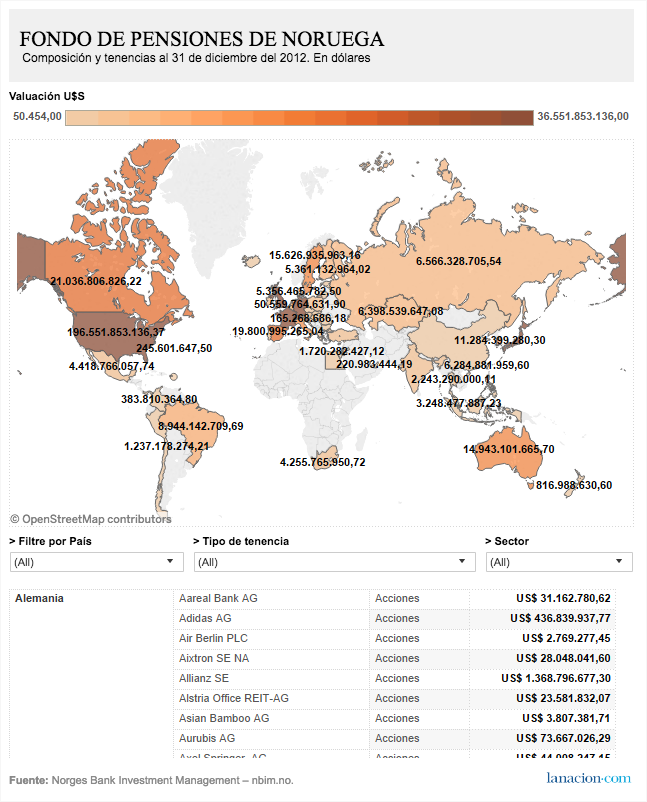 FONDO DE PENSIONES DE NORUEGA
Composición y tenencias al 31 de diciembre del 2012. En dólares
Valuación U$S
50.454,00 36.551.853.136,00
15.626.935.963,16
5.361.132.964,02
6.566.328.705,54
21.036.806.826,22
5.356.465.782,50
50.559.764.631,90
6.398.539.647,08
165.268.686,18
196.551.853.136,37
19.800.995.265,04
11.284.399.280,30
245.601.647,50
1.720.282.427,12
4.418.766.057,74
220.983.444,19
6.284.881.959,60
2.243.290.000,11
383.810.364,80
3.248.477.887,23
8.944.142.709,69
1.237.178.274,21
14.943.101.665,70
4.255.765.950,72
816.988.630,60
© OpenStreetMap contributors
> Filtre por País > Tipo de tenencia > Sector
(All) (All) (All)
Alemania Aareal Bank AG Acciones US$ 31.162.780,62
Adidas AG Acciones US$ 436.839.937,77
Air Berlin PLC Acciones US$ 2.769.277,45
Aixtron SE NA Acciones US$ 28.048.041,60
Allianz SE Acciones US$ 1.368.796.677,30
Alstria Office REIT-AG Acciones US$ 23.581.832,07
Asian Bamboo AG Acciones US$ 3.807.381,71
Aurubis AG Acciones US$ 73.667.026,29
Axel Springer AG Acciones US$ 44.008.247,15
Fuente: Norges Bank Investment Management – nbim.no.
lanacion.com